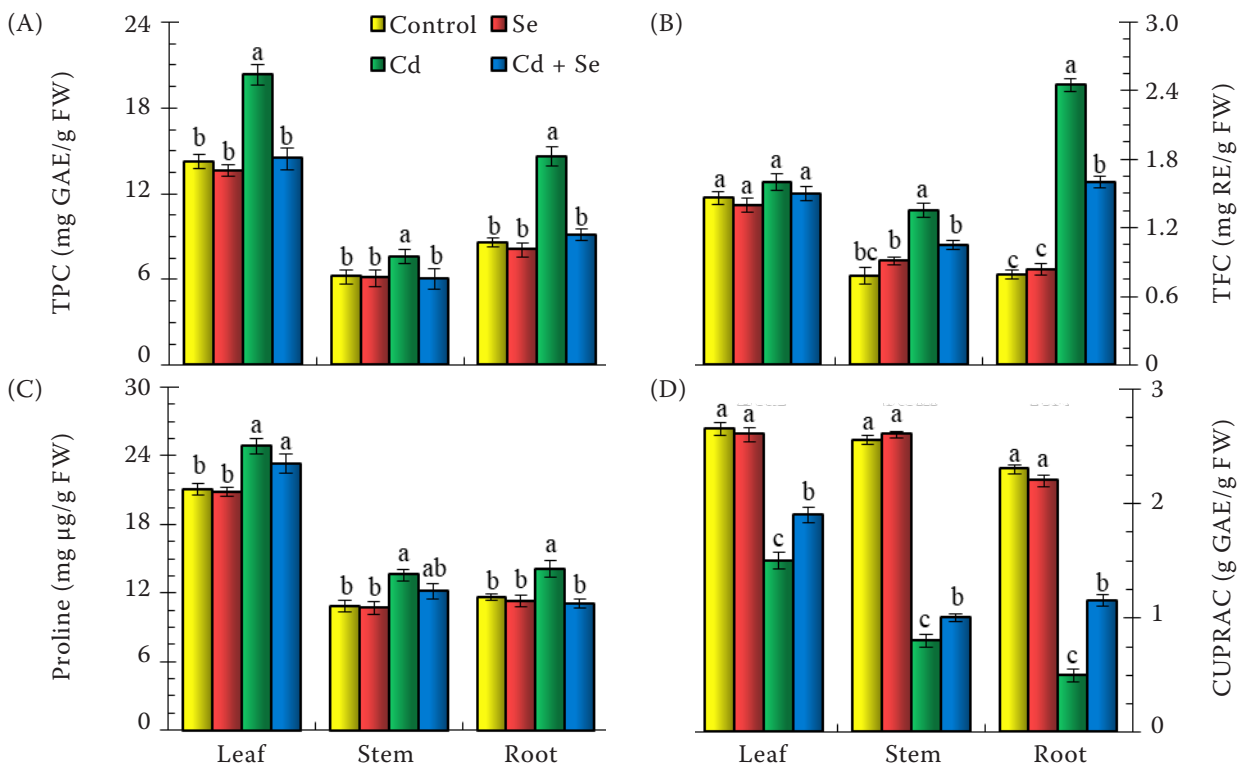 (A)
TPC (mg GAE/g FW)
24
18
12
6
0
Control
Se
Cd
Cd + Se
b
b
a
b
b
b
a
b
b
b
a
b
(B)
TFC (mg RE/g FW)
3.0
2.4
1.8
1.2
0.6
0
a
a
a
a
bc
b
a
b
c
c
a
b
(C)
Proline (mg µg/g FW)
30
24
18
12
6
0
b
b
a
a
b
b
a
ab
b
b
a
b
Leaf
Stem
Root
(D)
CUPRAC (g GAE/g FW)
3
2
1
0
a
a
c
b
a
a
c
b
a
a
c
b
Leaf
Stem
Root